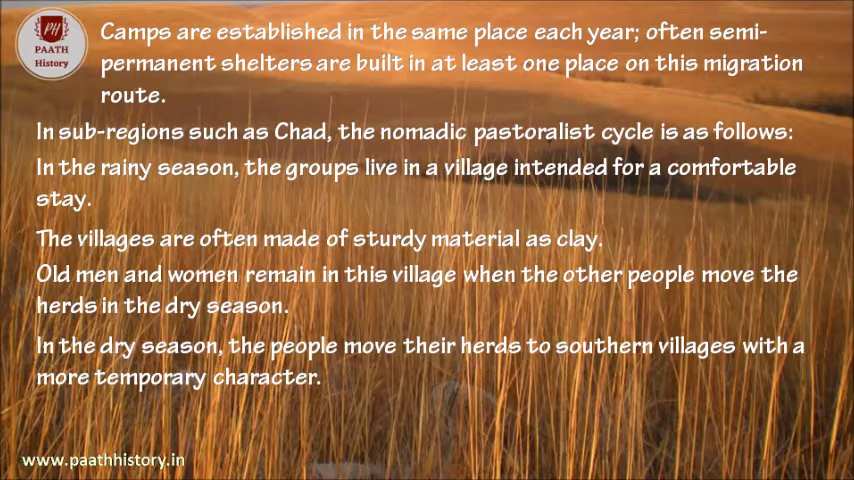 PH
PAATH
History
Camps are established in the same place each year; often semi-
permanent shelters are built in at least one place on this migration
route.
In sub-regions such as Chad, the nomadic pastoralist cycle is as follows:
In the rainy season, the groups live in a village intended for a comfortable
stay.
The villages are often made of sturdy material as clay.
Old men and women remain in this village when the other people move the
herds in the dry season.
In the dry season, the people move their herds to southern villages with a
more temporary character.
www.paathhistory.in